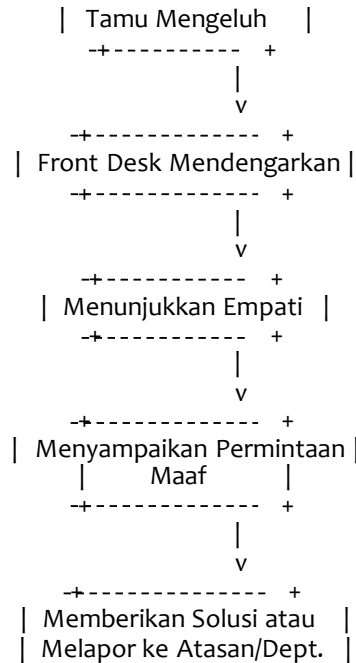 | Tamu Mengeluh |
-+----------- +
|
v
-+-------------- +
| Front Desk Mendengarkan |
-+-------------- +
|
v
-+------------ +
| Menunjukkan Empati |
-+------------- +
|
v
-+-------------- +
| Menyampaikan Permintaan |
| Maaf |
-+-------------- +
|
v
-+--------------- +
| Memberikan Solusi atau |
| Melapor ke Atasan/Dept. |